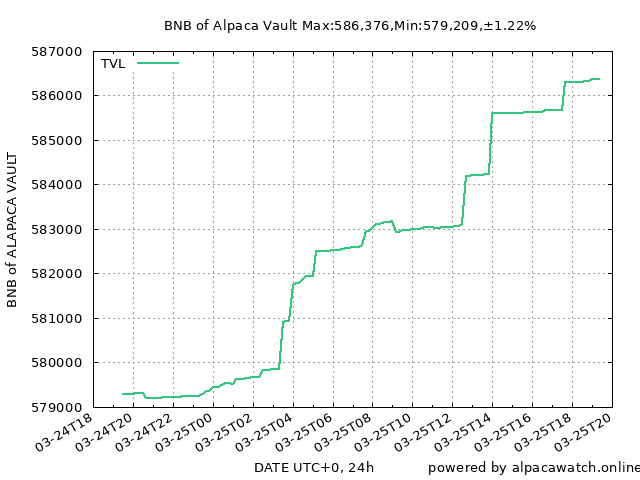 BNB of Alpaca Vault Max:586,376,Min:579,209,±1.22%
TVL
587000
586000
585000
584000
583000
582000
581000
580000
579000
BNB of ALAPACA VAULT
03-24T18
03-24T20
03-24T22
03-25T00
03-25T02
03-25T04
03-25T06
03-25T08
03-25T10
03-25T12
03-25T14
03-25T16
03-25T18
03-25T20
DATE UTC+0, 24h
powered by alpacawatch.online